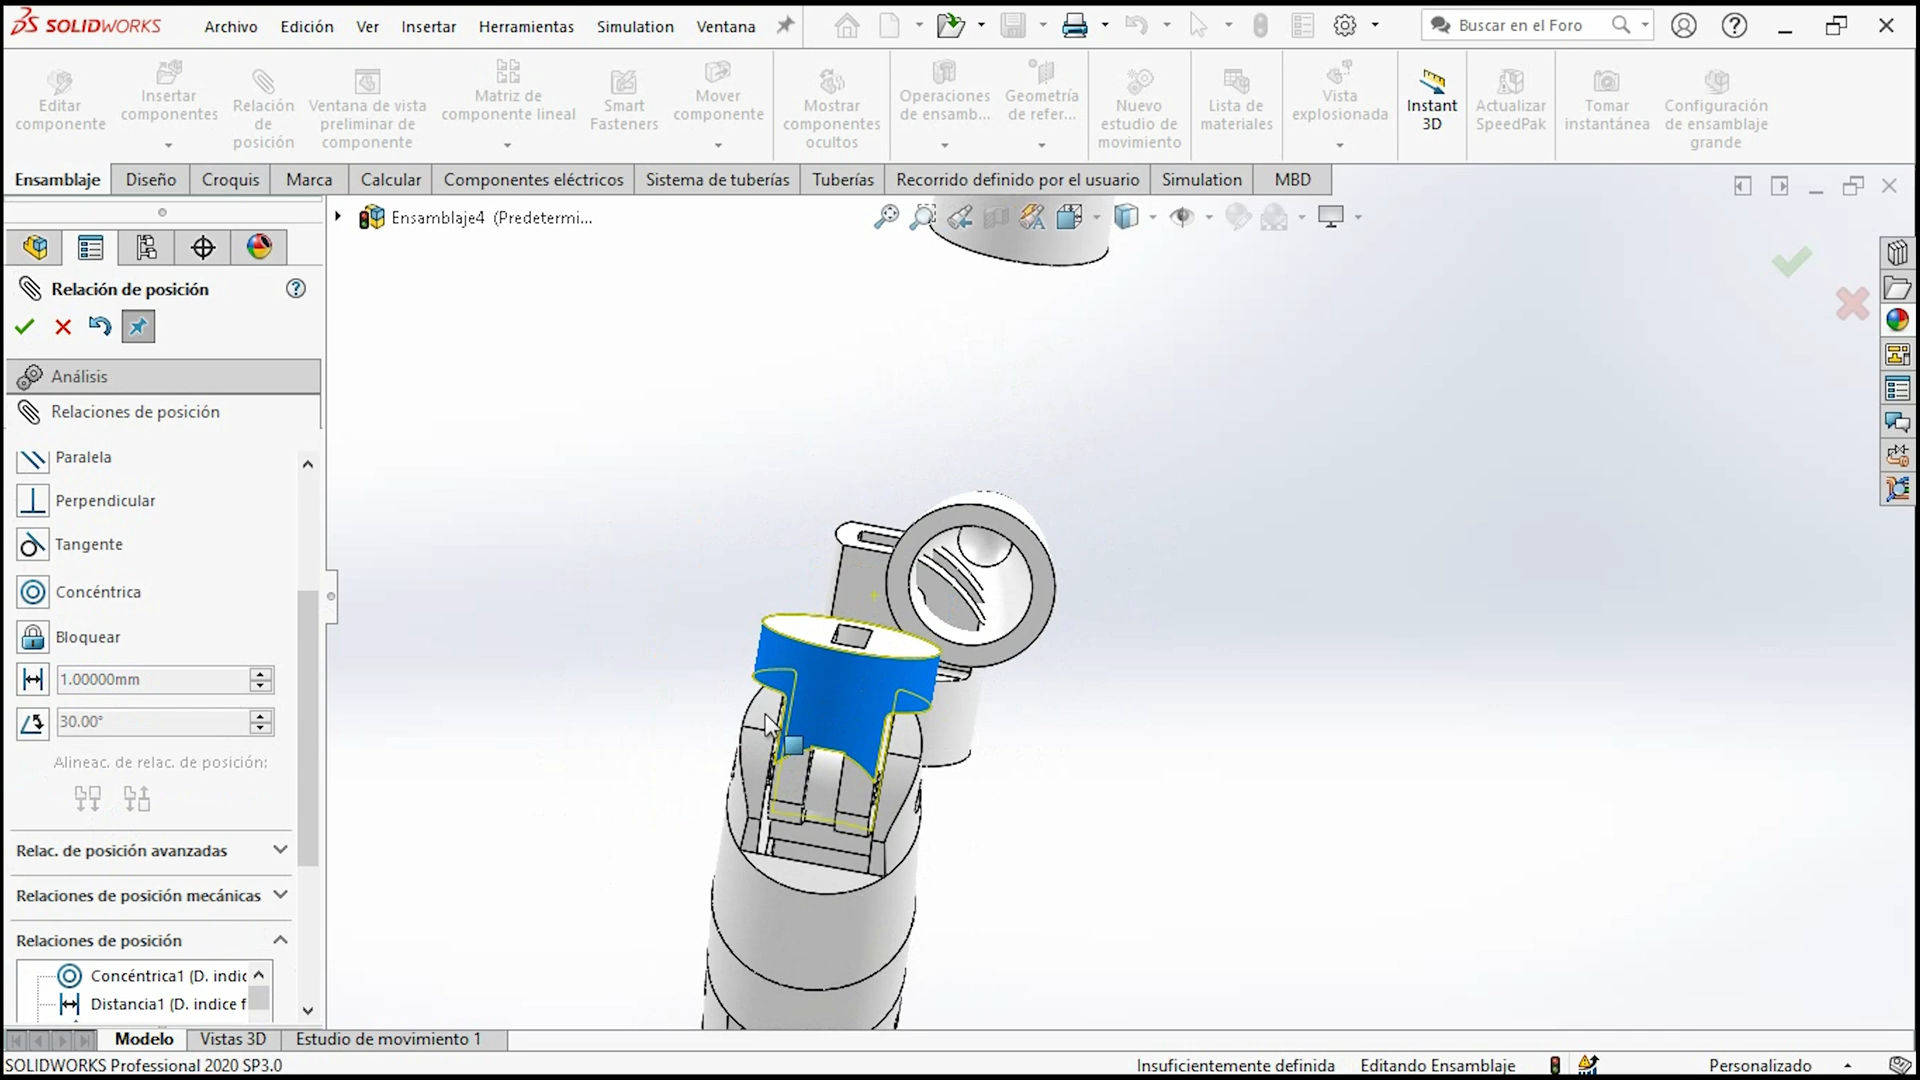 SOLIDWORKS
Archivo Edición Ver Insertar Herramientas Simulation Ventana
Buscar en el Foro
Editar componente
Insertar componentes
Relación de posición
Ventana de vista preliminar de componente
Matriz de componente lineal
Smart Fasteners
Mover componente
Mostrar componentes ocultos
Operaciones de ensamb...
Geometría de refer...
Nuevo estudio de movimiento
Lista de materiales
Vista explosionada
Instant 3D
Actualizar SpeedPak
Tomar instantánea
Configuración de ensamblaje grande
Ensamblaje Diseño Croquis Marca Calcular Componentes eléctricos Sistema de tuberías Tuberías Recorrido definido por el usuario Simulation MBD
Ensamblaje4 (Predetermi...
Relación de posición
Análisis
Relaciones de posición
Paralela
Perpendicular
Tangente
Concéntrica
Bloquear
1.00000mm
30.00°
Alineac. de relac. de posición:
Relac. de posición avanzadas
Relaciones de posición mecánicas
Relaciones de posición
Concéntrica1 (D. indic
Distancia1 (D. indice f
Modelo Vistas 3D Estudio de movimiento 1
SOLIDWORKS Professional 2020 SP3.0
Insuficientemente definida Editando Ensamblaje Personalizado